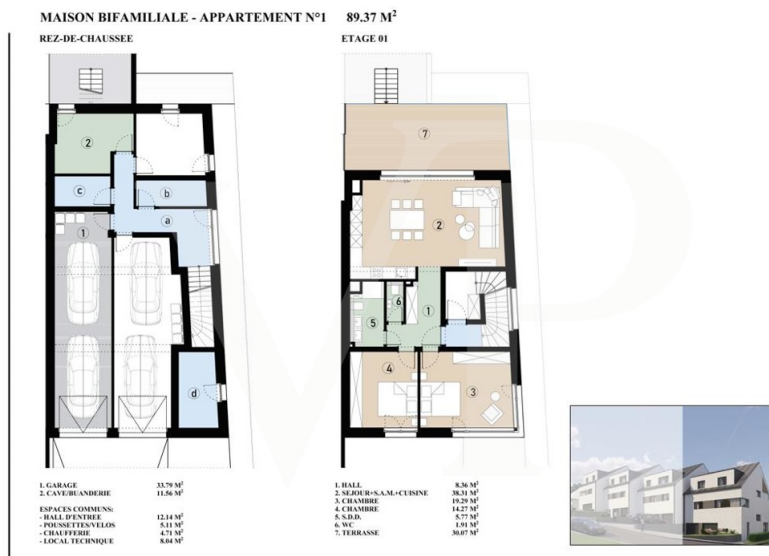 MAISON BIFAMILIALE - APPARTEMENT N°1 89.37 M²
REZ-DE-CHAUSSEE
ETAGE 01
2
c
b
a
1
d
7
2
6
1
5
4
3
1. GARAGE 33.79 M²
2. CAVE/BUANDERIE 11.56 M²
ESPACES COMMUNS:
- HALL D'ENTREE 12.14 M²
- POUSSETTES/VELOS 5.11 M²
- CHAUFFERIE 4.71 M²
- LOCAL TECHNIQUE 8.04 M²
1. HALL 8.36 M²
2. SEJOUR+S.A.M.+CUISINE 38.31 M²
3. CHAMBRE 19.29 M²
4. CHAMBRE 14.27 M²
5. S.D.D. 5.77 M²
6. WC 1.91 M²
7. TERRASSE 30.07 M²